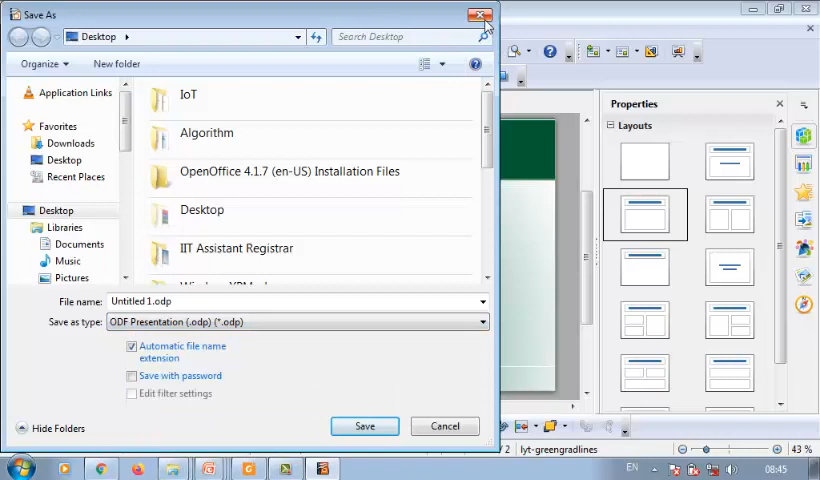 Save As
Desktop
Search Desktop
Organize
New folder
Application Links
Favorites
Downloads
Desktop
Recent Places
Desktop
Libraries
Documents
Music
Pictures
IoT
Algorithm
OpenOffice 4.1.7 (en-US) Installation Files
Desktop
IIT Assistant Registrar
File name: Untitled 1.odp
Save as type: ODF Presentation (.odp) (*.odp)
Automatic file name
extension
Save with password
Edit filter settings
Hide Folders
Save
Cancel
Properties
Layouts
/ 2
lyt-greengradlines
43 %
EN
08:45